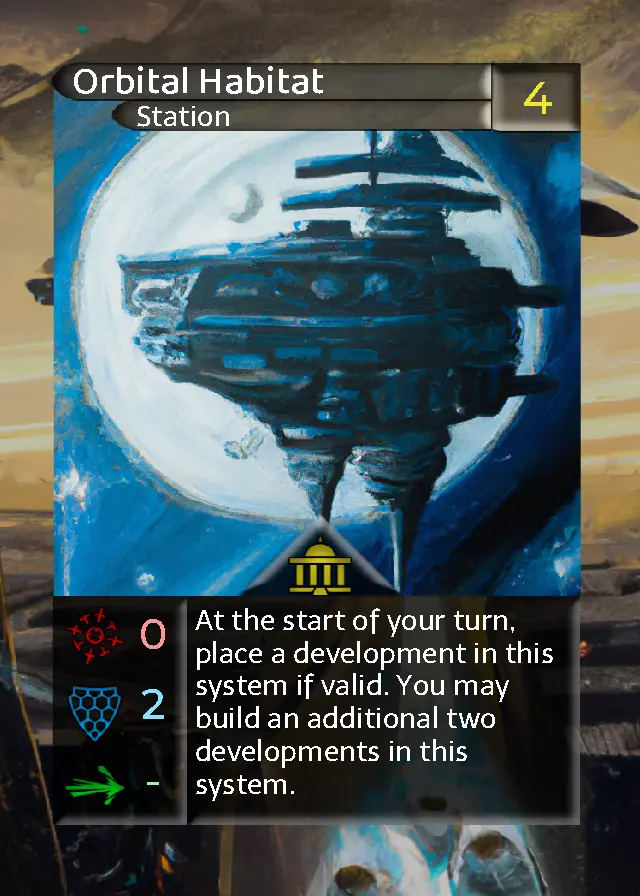 Orbital Habitat
4
Station
0
2
-
At the start of your turn,
place a development in this
system if valid. You may
build an additional two
developments in this
system.